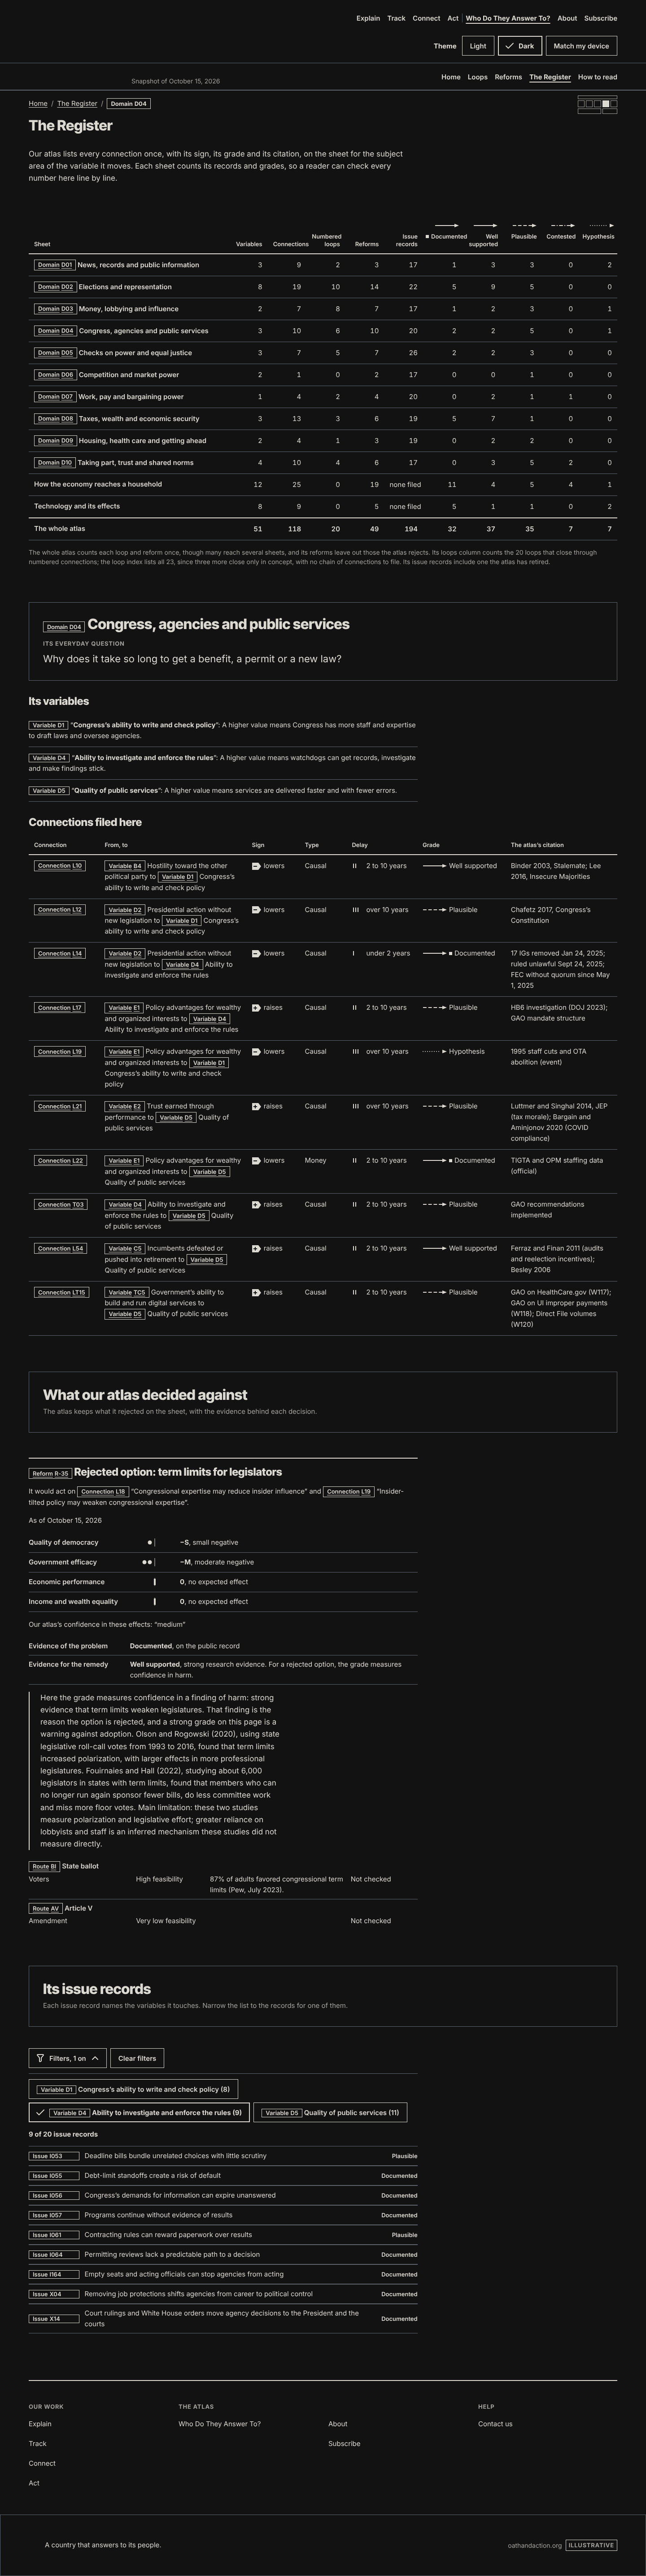 Explain Track Connect Act Who Do They Answer To? About Subscribe
Theme Light Dark Match my device
Snapshot of October 15, 2026
Home Loops Reforms The Register How to read
Home / The Register / Domain D04
The Register
Our atlas lists every connection once, with its sign, its grade and its citation, on the sheet for the subject
area of the variable it moves. Each sheet counts its records and grades, so a reader can check every
number here line by line.
Sheet Variables Connections Numbered loops Reforms Issue records Documented Well supported Plausible Contested Hypothesis
Domain D01 News, records and public information 3 9 2 3 17 1 3 3 0 2
Domain D02 Elections and representation 8 19 10 14 22 5 9 5 0 0
Domain D03 Money, lobbying and influence 2 7 8 7 17 1 2 3 0 1
Domain D04 Congress, agencies and public services 3 10 6 10 20 2 2 5 0 1
Domain D05 Checks on power and equal justice 3 7 5 7 26 2 2 3 0 0
Domain D06 Competition and market power 2 1 0 2 17 0 0 1 0 0
Domain D07 Work, pay and bargaining power 1 4 2 4 20 0 2 1 1 0
Domain D08 Taxes, wealth and economic security 3 13 3 6 19 5 7 1 0 0
Domain D09 Housing, health care and getting ahead 2 4 1 3 19 0 2 2 0 0
Domain D10 Taking part, trust and shared norms 4 10 4 6 17 0 3 5 2 0
How the economy reaches a household 12 25 0 19 none filed 11 4 5 4 1
Technology and its effects 8 9 0 5 none filed 5 1 1 0 2
The whole atlas 51 118 20 49 194 32 37 35 7 7
The whole atlas counts each loop and reform once, though many reach several sheets, and its reforms leave out those the atlas rejects. Its loops column counts the 20 loops that close through
numbered connections; the loop index lists all 23, since three more close only in concept, with no chain of connections to file. Its issue records include one the atlas has retired.
Domain D04 Congress, agencies and public services
ITS EVERYDAY QUESTION
Why does it take so long to get a benefit, a permit or a new law?
Its variables
Variable D1 “Congress’s ability to write and check policy”: A higher value means Congress has more staff and expertise
to draft laws and oversee agencies.
Variable D4 “Ability to investigate and enforce the rules”: A higher value means watchdogs can get records, investigate
and make findings stick.
Variable D5 “Quality of public services”: A higher value means services are delivered faster and with fewer errors.
Connections filed here
Connection From, to Sign Type Delay Grade The atlas’s citation
Connection L10 Variable B4 Hostility toward the other political party to Variable D1 Congress’s ability to write and check policy lowers Causal 2 to 10 years Well supported Binder 2003, Stalemate; Lee 2016, Insecure Majorities
Connection L12 Variable D2 Presidential action without new legislation to Variable D1 Congress’s ability to write and check policy lowers Causal over 10 years Plausible Chafetz 2017, Congress’s Constitution
Connection L14 Variable D2 Presidential action without new legislation to Variable D4 Ability to investigate and enforce the rules lowers Causal under 2 years Documented 17 IGs removed Jan 24, 2025; ruled unlawful Sept 24, 2025; FEC without quorum since May 1, 2025
Connection L17 Variable E1 Policy advantages for wealthy and organized interests to Variable D4 Ability to investigate and enforce the rules raises Causal 2 to 10 years Plausible HB6 investigation (DOJ 2023); GAO mandate structure
Connection L19 Variable E1 Policy advantages for wealthy and organized interests to Variable D1 Congress’s ability to write and check policy lowers Causal over 10 years Hypothesis 1995 staff cuts and OTA abolition (event)
Connection L21 Variable E2 Trust earned through performance to Variable D5 Quality of public services raises Causal over 10 years Plausible Luttmer and Singhal 2014, JEP (tax morale); Bargain and Aminjonov 2020 (COVID compliance)
Connection L22 Variable E1 Policy advantages for wealthy and organized interests to Variable D5 Quality of public services lowers Money 2 to 10 years Documented TIGTA and OPM staffing data (official)
Connection T03 Variable D4 Ability to investigate and enforce the rules to Variable D5 Quality of public services raises Causal 2 to 10 years Plausible GAO recommendations implemented
Connection L54 Variable C5 Incumbents defeated or pushed into retirement to Variable D5 Quality of public services raises Causal 2 to 10 years Well supported Ferraz and Finan 2011 (audits and reelection incentives); Besley 2006
Connection LT15 Variable TC5 Government’s ability to build and run digital services to Variable D5 Quality of public services raises Causal 2 to 10 years Plausible GAO on HealthCare.gov (W117); GAO on UI improper payments (W118); Direct File volumes (W120)
What our atlas decided against
The atlas keeps what it rejected on the sheet, with the evidence behind each decision.
Reform R-35 Rejected option: term limits for legislators
It would act on Connection L18 “Congressional expertise may reduce insider influence” and Connection L19 “Insider-
tilted policy may weaken congressional expertise”.
As of October 15, 2026
Quality of democracy −S, small negative
Government efficacy −M, moderate negative
Economic performance 0, no expected effect
Income and wealth equality 0, no expected effect
Our atlas’s confidence in these effects: “medium”
Evidence of the problem Documented, on the public record
Evidence for the remedy Well supported, strong research evidence. For a rejected option, the grade measures
confidence in harm.
Here the grade measures confidence in a finding of harm: strong
evidence that term limits weaken legislatures. That finding is the
reason the option is rejected, and a strong grade on this page is a
warning against adoption. Olson and Rogowski (2020), using state
legislative roll-call votes from 1993 to 2016, found that term limits
increased polarization, with larger effects in more professional
legislatures. Fouirnaies and Hall (2022), studying about 6,000
legislators in states with term limits, found that members who can
no longer run again sponsor fewer bills, do less committee work
and miss more floor votes. Main limitation: these two studies
measure polarization and legislative effort; greater reliance on
lobbyists and staff is an inferred mechanism these studies did not
measure directly.
Route BI State ballot
Voters High feasibility 87% of adults favored congressional term limits (Pew, July 2023). Not checked
Route AV Article V
Amendment Very low feasibility Not checked
Its issue records
Each issue record names the variables it touches. Narrow the list to the records for one of them.
Filters, 1 on Clear filters
Variable D1 Congress’s ability to write and check policy (8)
Variable D4 Ability to investigate and enforce the rules (9) Variable D5 Quality of public services (11)
9 of 20 issue records
Issue I053 Deadline bills bundle unrelated choices with little scrutiny Plausible
Issue I055 Debt-limit standoffs create a risk of default Documented
Issue I056 Congress’s demands for information can expire unanswered Documented
Issue I057 Programs continue without evidence of results Documented
Issue I061 Contracting rules can reward paperwork over results Plausible
Issue I064 Permitting reviews lack a predictable path to a decision Documented
Issue I164 Empty seats and acting officials can stop agencies from acting Documented
Issue X04 Removing job protections shifts agencies from career to political control Documented
Issue X14 Court rulings and White House orders move agency decisions to the President and the courts Documented
OUR WORK THE ATLAS HELP
Explain Who Do They Answer To? About Contact us
Track Subscribe
Connect
Act
A country that answers to its people.
oathandaction.org ILLUSTRATIVE